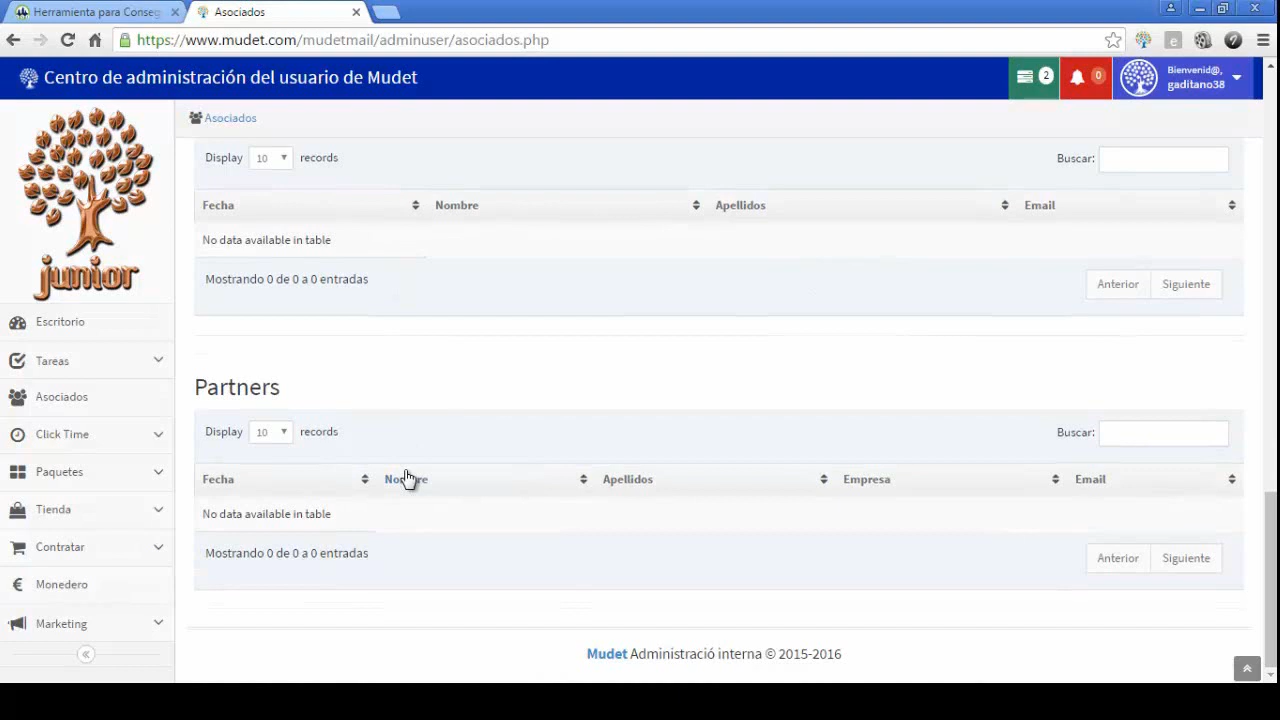 Herramienta para Conseg
Asociados
https://www.mudet.com/mudetmail/adminuser/asociados.php
Centro de administración del usuario de Mudet
2
0
Bienvenid@,
gaditano38
junior
Asociados
Display 10 records
Buscar:
Fecha Nombre Apellidos Email
No data available in table
Mostrando 0 de 0 a 0 entradas
Anterior Siguiente
Escritorio
Tareas
Asociados
Click Time
Paquetes
Tienda
Contratar
Monedero
Marketing
Partners
Display 10 records
Buscar:
Fecha Nombre Apellidos Empresa Email
No data available in table
Mostrando 0 de 0 a 0 entradas
Anterior Siguiente
Mudet Administració interna © 2015-2016